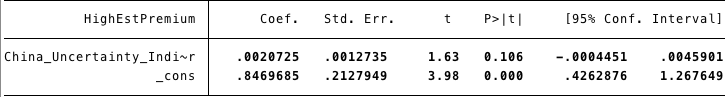 HighEstPremium Coef. Std. Err. t P>|t| [95% Conf. Interval]
China_Uncertainty_Indi~r .0020725 .0012735 1.63 0.106 -.0004451 .0045901
_cons .8469685 .2127949 3.98 0.000 .4262876 1.267649